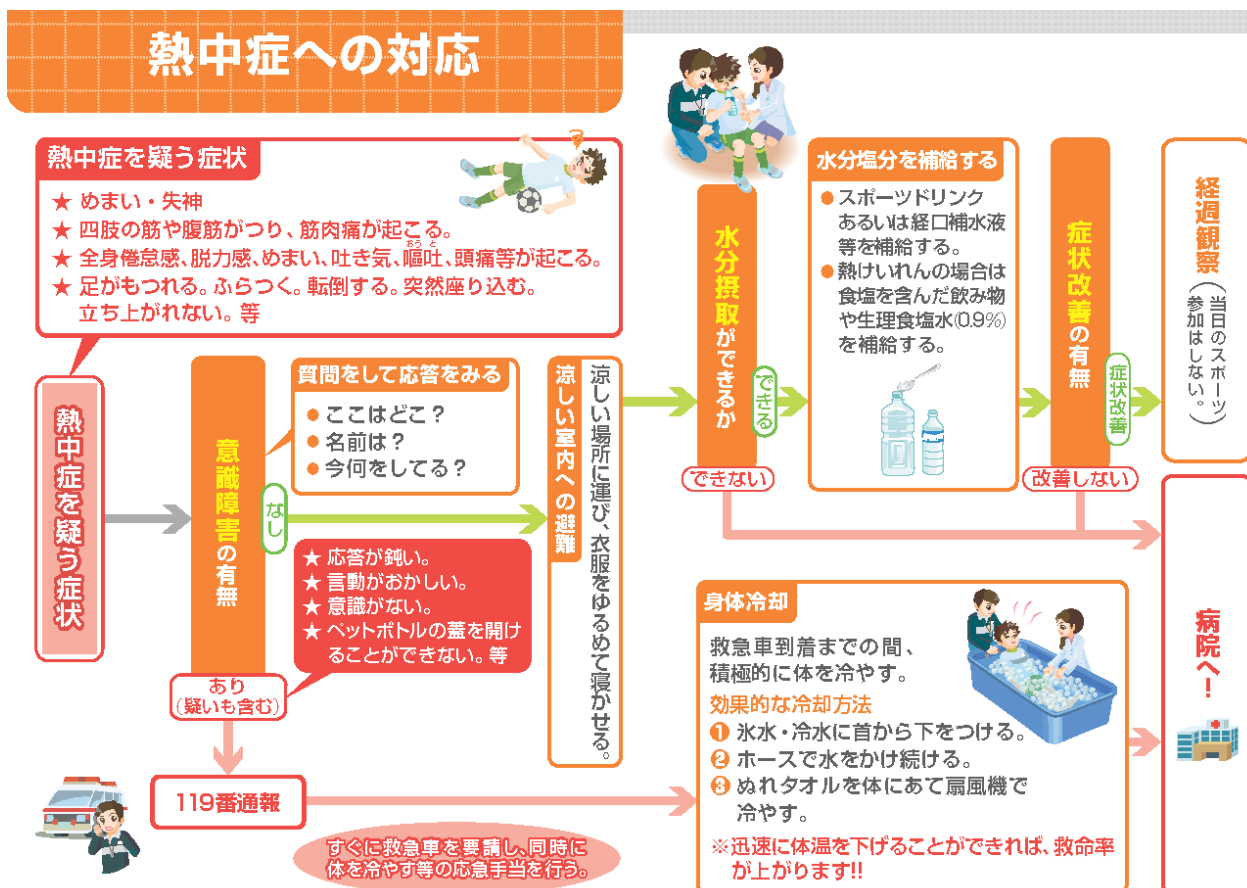 熱中症への対応
熱中症を疑う症状
★ めまい・失神
★ 四肢の筋や腹筋がつり、筋肉痛が起こる。
おう と
★ 全身倦怠感、脱力感、めまい、吐き気、嘔吐、頭痛等が起こる。
★ 足がもつれる。ふらつく。転倒する。突然座り込む。
立ち上がれない。等
熱中症を疑う症状
意識障害の有無
なし
あり
(疑いも含む)
質問をして応答をみる
● ここはどこ？
● 名前は？
● 今何をしてる？
★ 応答が鈍い。
★ 言動がおかしい。
★ 意識がない。
★ ペットボトルの蓋を開け
ることができない。等
涼しい室内への避難
涼しい場所に運び、衣服をゆるめて寝かせる。
水分摂取ができるか
できる
できない
水分塩分を補給する
● スポーツドリンク
あるいは経口補水液
等を補給する。
● 熱けいれんの場合は
食塩を含んだ飲み物
や生理食塩水(0.9%)
を補給する。
症状改善の有無
症状改善
改善しない
経過観察
(当日のスポーツ
参加はしない。)
119番通報
すぐに救急車を要請し、同時に
体を冷やす等の応急手当を行う。
身体冷却
救急車到着までの間、
積極的に体を冷やす。
効果的な冷却方法
❶ 氷水・冷水に首から下をつける。
❷ ホースで水をかけ続ける。
❸ ぬれタオルを体にあて扇風機で
冷やす。
※迅速に体温を下げることができれば、救命率
が上がります!!
病院へ！